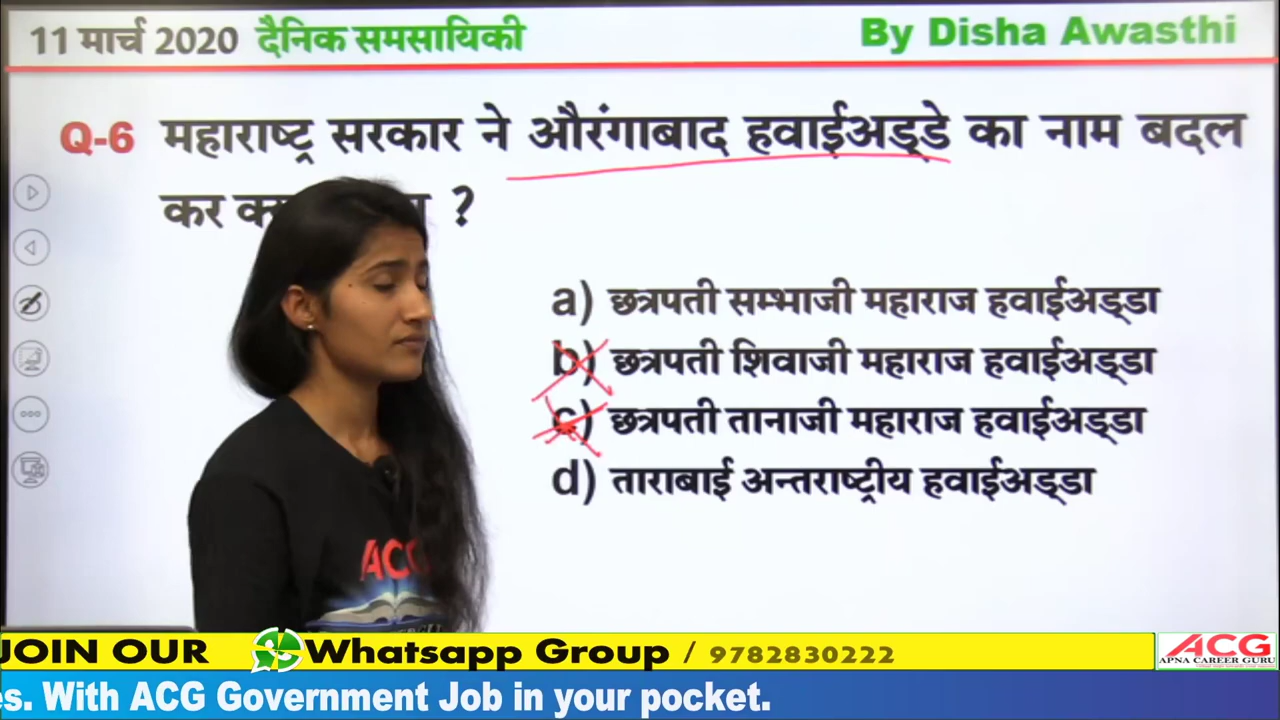 11 मार्च 2020 दैनिक समसायिकी By Disha Awasthi
Q-6 महाराष्ट्र सरकार ने औरंगाबाद हवाईअड्डे का नाम बदल
कर ?
a) छत्रपती सम्भाजी महाराज हवाईअड्डा
b) छत्रपती शिवाजी महाराज हवाईअड्डा
c) छत्रपती तानाजी महाराज हवाईअड्डा
d) ताराबाई अन्तराष्ट्रीय हवाईअड्डा
ACG
JOIN OUR Whatsapp Group / 9782830222
ACG
APNA CAREER GURU
With ACG Government Job in your pocket.